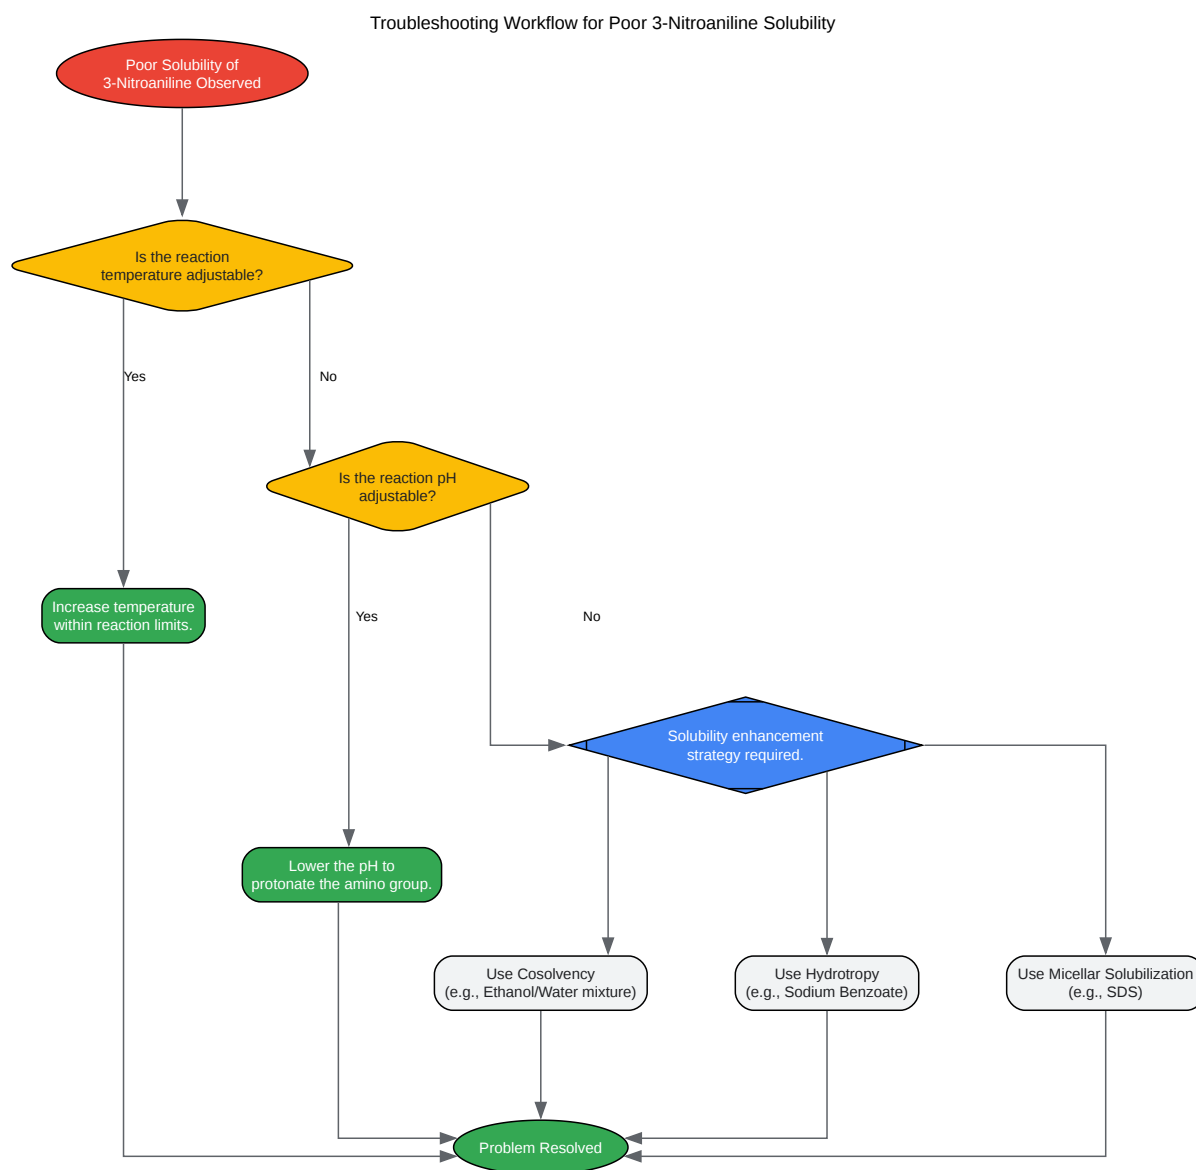 Troubleshooting Workflow for Poor 3-Nitroaniline Solubility
Poor Solubility of
3-Nitroaniline Observed
Is the reaction
temperature adjustable?
Yes
No
Is the reaction pH
adjustable?
Increase temperature
within reaction limits.
Yes
No
Solubility enhancement
strategy required.
Lower the pH to
protonate the amino group.
Use Cosolvency
(e.g., Ethanol/Water mixture)
Use Hydrotropy
(e.g., Sodium Benzoate)
Use Micellar Solubilization
(e.g., SDS)
Problem Resolved